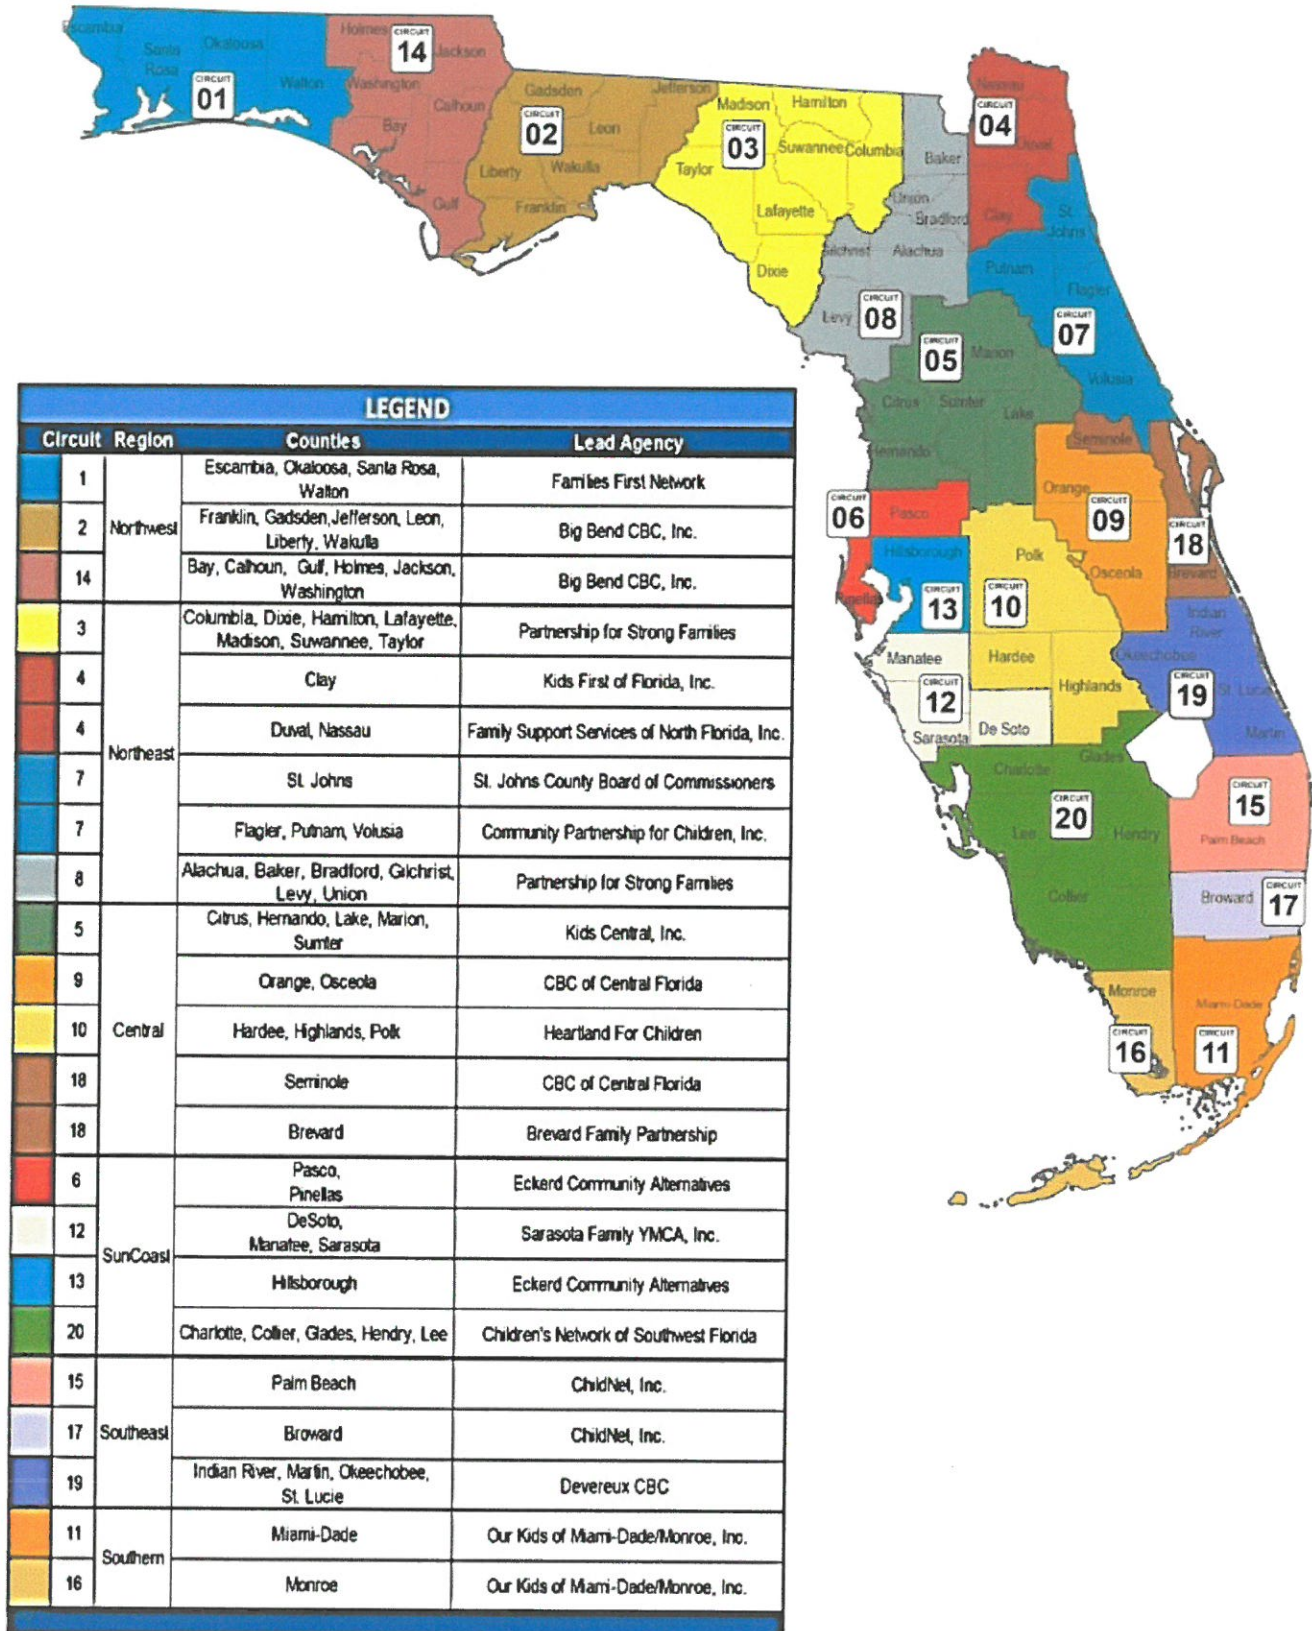 Escambia
Santa
Rosa
Okaloosa
Walton
CIRCUIT
01
Holmes
CIRCUIT
14
Jackson
Washington
Calhoun
Bay
Gulf
Gadsden
Jefferson
CIRCUIT
02
Leon
Liberty
Wakulla
Franklin
Madison
Hamilton
CIRCUIT
03
Suwannee
Columbia
Taylor
Lafayette
Dixie
Nassau
CIRCUIT
04
Duval
Clay
Baker
Union
Bradford
Gilchrist
Alachua
Levy
CIRCUIT
08
St.
Johns
Putnam
Flagler
CIRCUIT
07
Volusia
CIRCUIT
05
Marion
Citrus
Sumter
Lake
Hernando
Seminole
Orange
CIRCUIT
09
Osceola
CIRCUIT
18
Brevard
CIRCUIT
06
Pasco
Pinellas
Hillsborough
CIRCUIT
13
Polk
CIRCUIT
10
Hardee
Highlands
Manatee
CIRCUIT
12
Sarasota
De Soto
Indian
River
Okeechobee
CIRCUIT
19
St. Lucie
Martin
Charlotte
Glades
CIRCUIT
20
Lee
Hendry
Collier
CIRCUIT
15
Palm Beach
Broward
CIRCUIT
17
Monroe
CIRCUIT
16
Miami-Dade
CIRCUIT
11
LEGEND
Circuit Region Counties Lead Agency
1 Escambia, Okaloosa, Santa Rosa, Walton Families First Network
Northwest
2 Franklin, Gadsden, Jefferson, Leon, Liberty, Wakulla Big Bend CBC, Inc.
14 Bay, Calhoun, Gulf, Holmes, Jackson, Washington Big Bend CBC, Inc.
3 Columbia, Dixie, Hamilton, Lafayette, Madison, Suwannee, Taylor Partnership for Strong Families
4 Clay Kids First of Florida, Inc.
4 Duval, Nassau Family Support Services of North Florida, Inc.
Northeast
7 St. Johns St. Johns County Board of Commissioners
7 Flagler, Putnam, Volusia Community Partnership for Children, Inc.
8 Alachua, Baker, Bradford, Gilchrist, Levy, Union Partnership for Strong Families
5 Citrus, Hernando, Lake, Marion, Sumter Kids Central, Inc.
9 Orange, Osceola CBC of Central Florida
10 Central Hardee, Highlands, Polk Heartland For Children
18 Seminole CBC of Central Florida
18 Brevard Brevard Family Partnership
6 Pasco, Pinellas Eckerd Community Alternatives
12 DeSoto, Manatee, Sarasota Sarasota Family YMCA, Inc.
SunCoast
13 Hillsborough Eckerd Community Alternatives
20 Charlotte, Collier, Glades, Hendry, Lee Children's Network of Southwest Florida
15 Palm Beach ChildNet, Inc.
17 Southeast Broward ChildNet, Inc.
19 Indian River, Martin, Okeechobee, St. Lucie Devereux CBC
11 Miami-Dade Our Kids of Miami-Dade/Monroe, Inc.
Southern
16 Monroe Our Kids of Miami-Dade/Monroe, Inc.